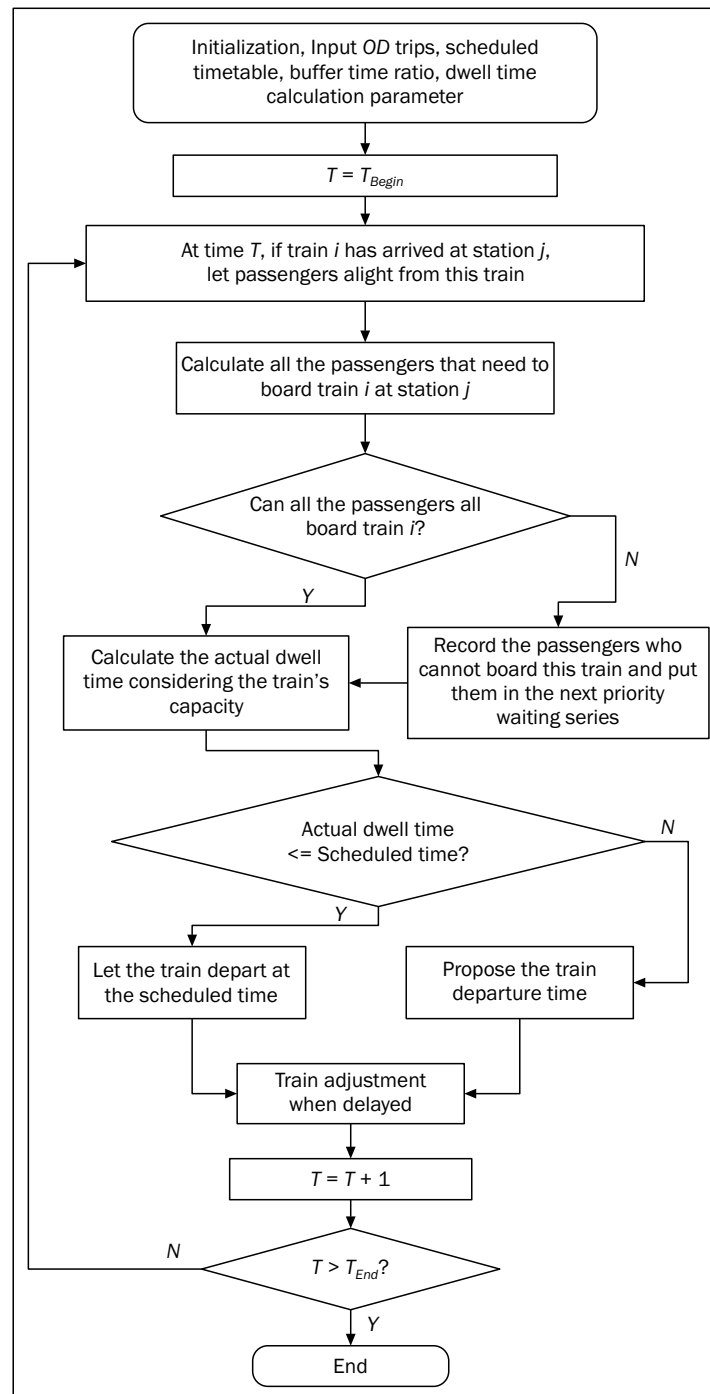 Initialization, Input OD trips, scheduled
timetable, buffer time ratio, dwell time
calculation parameter
T = T_Begin
At time T, if train i has arrived at station j,
let passengers alight from this train
Calculate all the passengers that need to
board train i at station j
Can all the passengers all
board train i?
N
Y
Calculate the actual dwell
time considering the train's
capacity
Record the passengers who
cannot board this train and put
them in the next priority
waiting series
Actual dwell time
<= Scheduled time?
N
Y
Let the train depart at
the scheduled time
Propose the train
departure time
Train adjustment
when delayed
T = T + 1
N
T > T_End?
Y
End